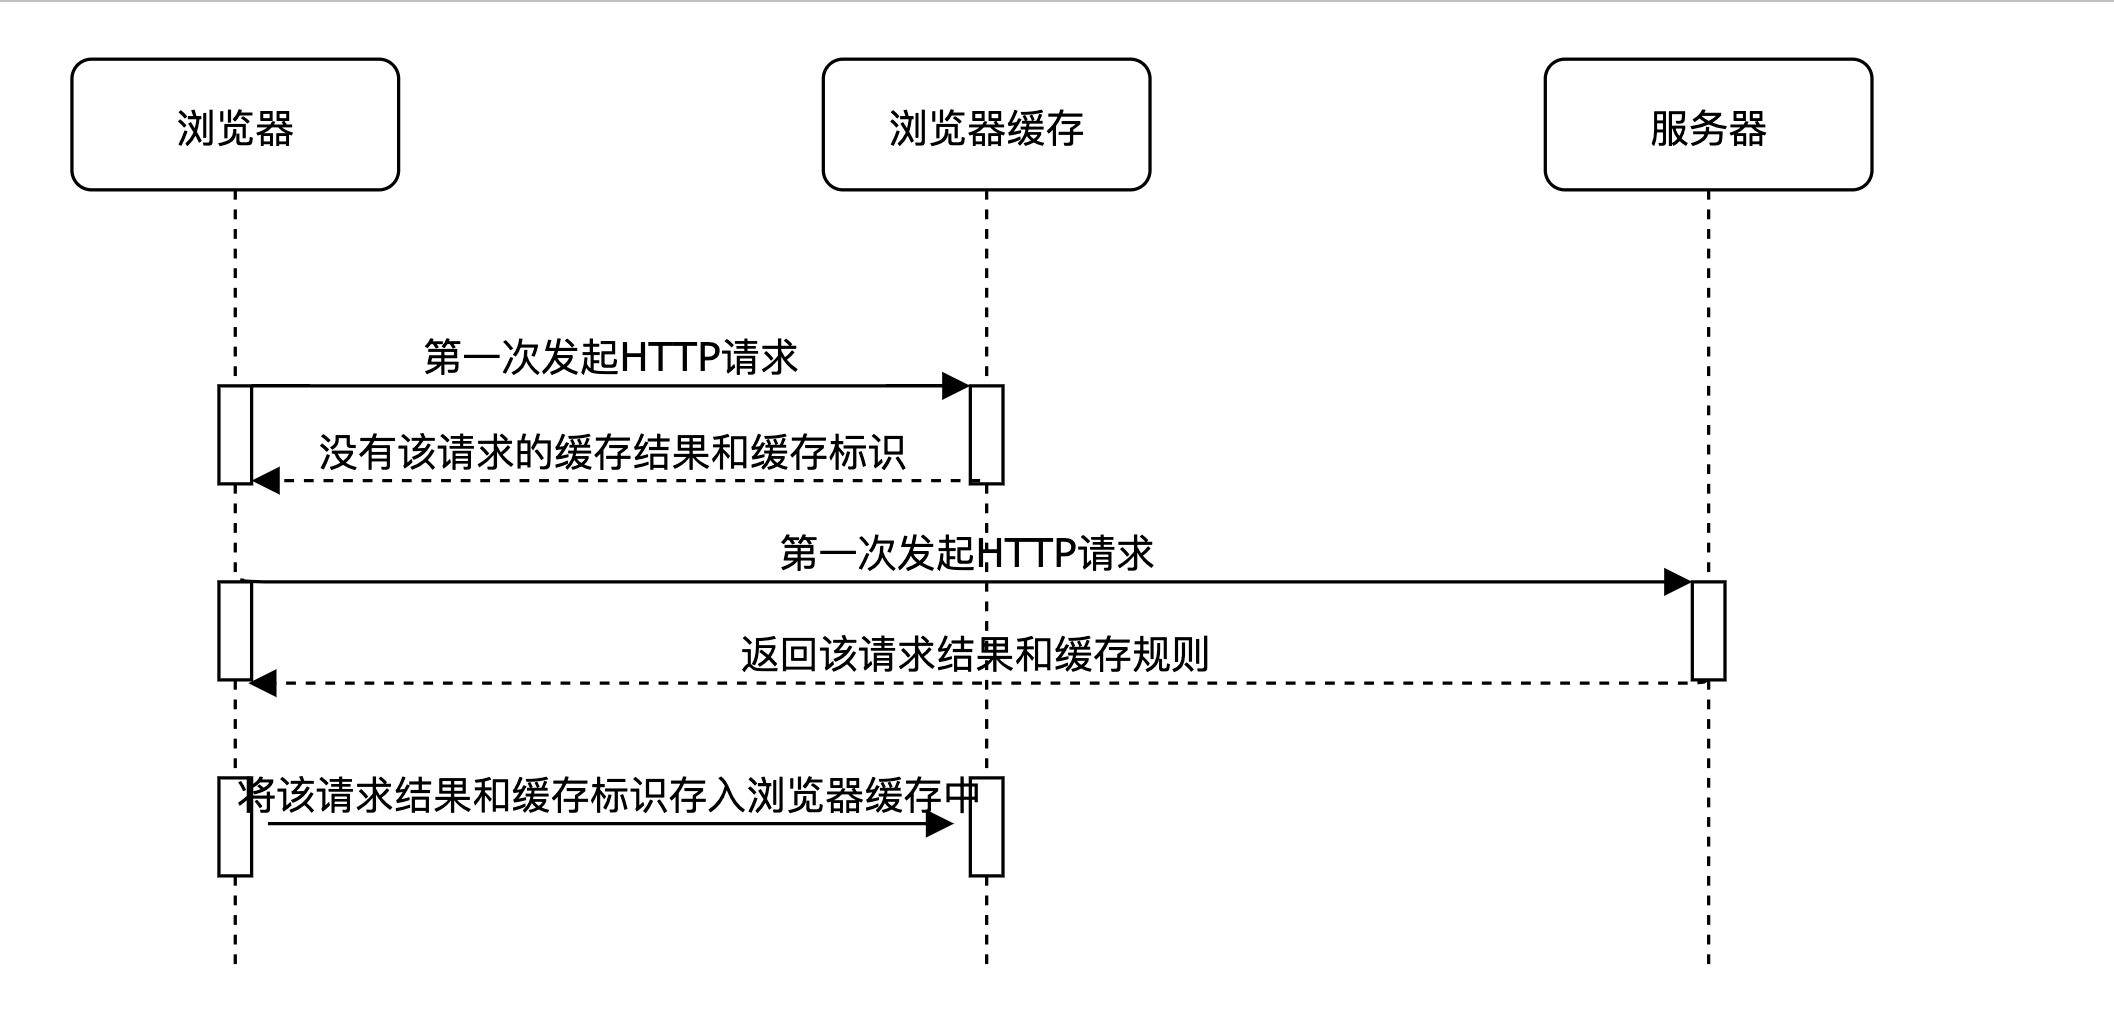 浏览器
浏览器缓存
服务器
第一次发起HTTP请求
没有该请求的缓存结果和缓存标识
第一次发起HTTP请求
返回该请求结果和缓存规则
将该请求结果和缓存标识存入浏览器缓存中